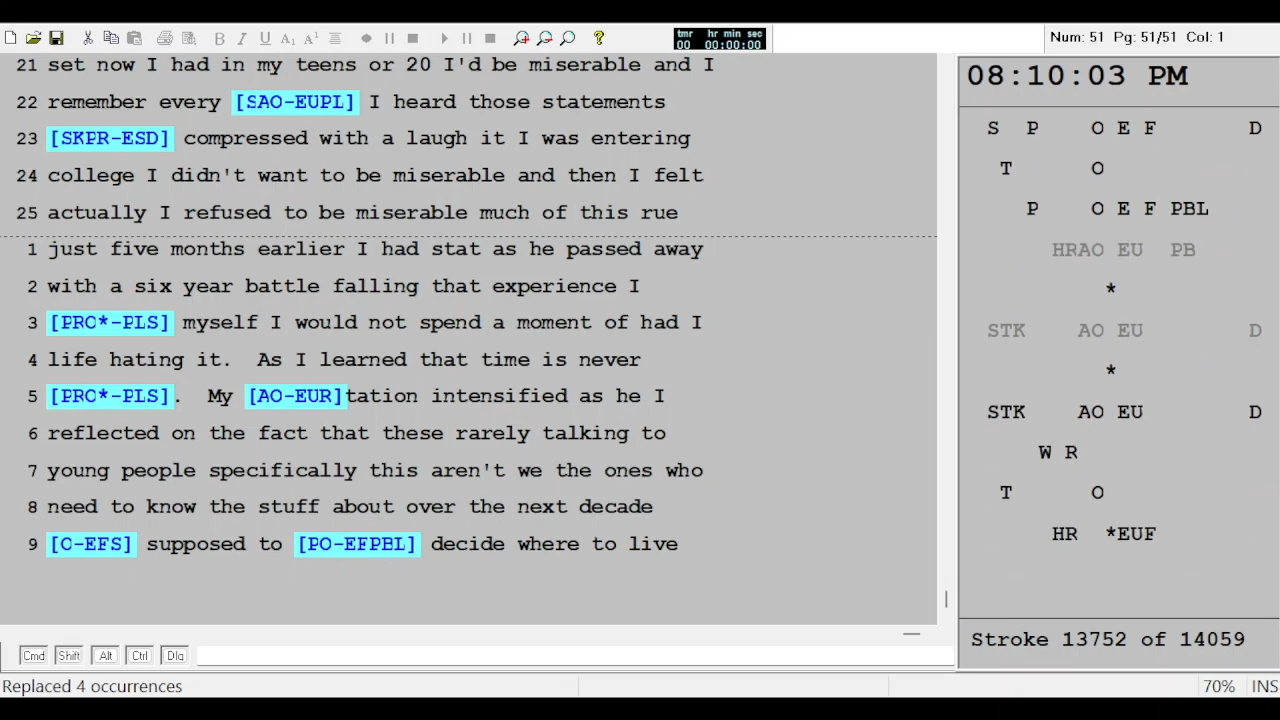 tmr hr min sec
00 00:00:00
Num: 51 Pg: 51/51 Col: 1
21 set now I had in my teens or 20 I'd be miserable and I
22 remember every [SAO-EUPL] I heard those statements
23 [SKPR-ESD] compressed with a laugh it I was entering
24 college I didn't want to be miserable and then I felt
25 actually I refused to be miserable much of this rue
1 just five months earlier I had stat as he passed away
2 with a six year battle falling that experience I
3 [PRO*-PLS] myself I would not spend a moment of had I
4 life hating it. As I learned that time is never
5 [PRO*-PLS]. My [AO-EUR]tation intensified as he I
6 reflected on the fact that these rarely talking to
7 young people specifically this aren't we the ones who
8 need to know the stuff about over the next decade
9 [O-EFS] supposed to [PO-EFPBL] decide where to live
08:10:03 PM
S P O E F D
T O
P O E F PBL
HRAO EU PB
*
STK AO EU D
*
STK AO EU D
W R
T O
HR *EUF
Stroke 13752 of 14059
Cmd Shift Alt Ctrl Dlg
Replaced 4 occurrences
70% INS